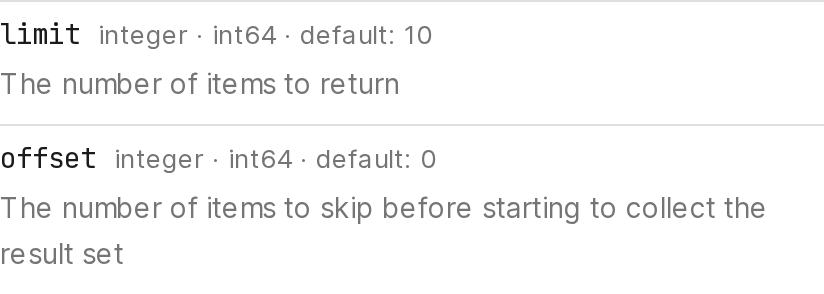 limit integer · int64 · default: 10
The number of items to return
offset integer · int64 · default: 0
The number of items to skip before starting to collect the
result set